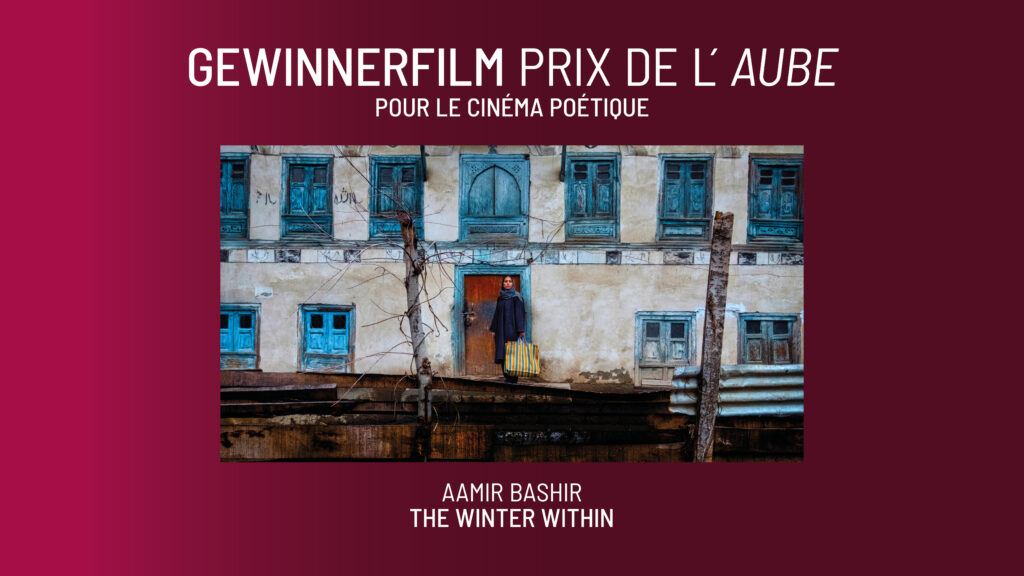 GEWINNERFILM PRIX DE L´ AUBE
POUR LE CINÉMA POÉTIQUE
AAMIR BASHIR
THE WINTER WITHIN